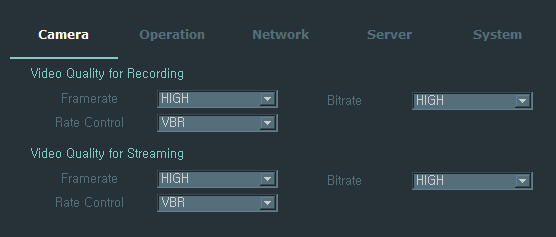 Camera Operation Network Server System
Video Quality for Recording
Framerate HIGH Bitrate HIGH
Rate Control VBR
Video Quality for Streaming
Framerate HIGH Bitrate HIGH
Rate Control VBR